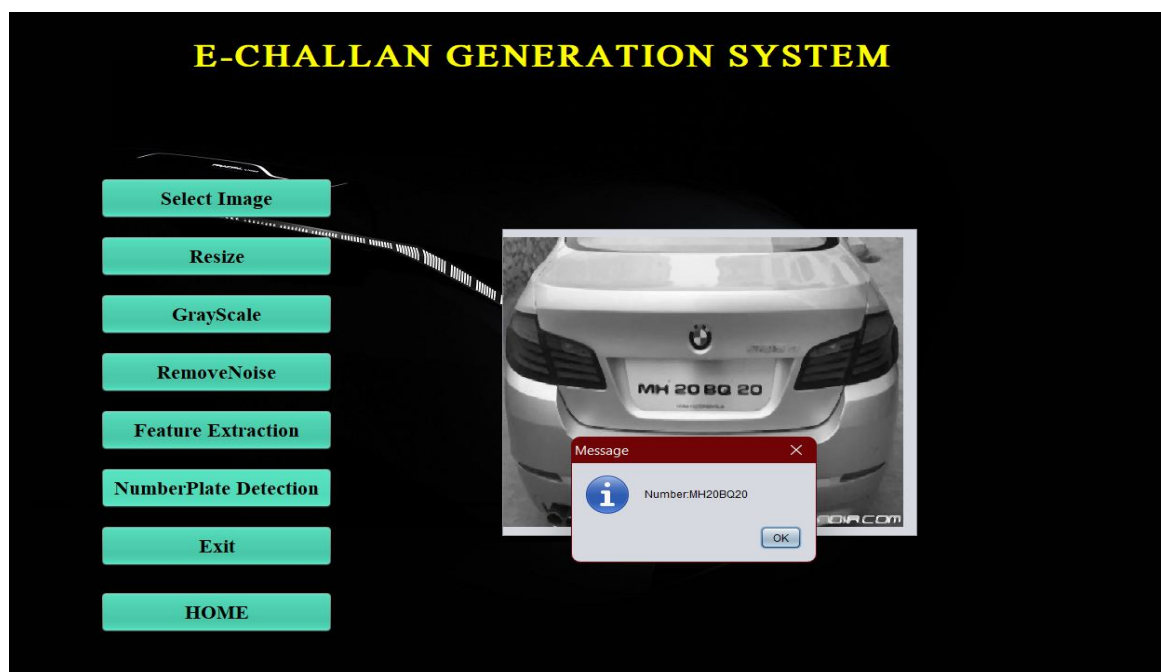 E-CHALLAN GENERATION SYSTEM
Select Image
Resize
GrayScale
RemoveNoise
Feature Extraction
NumberPlate Detection
Exit
HOME
MH 20 BQ 20
Message
Number:MH20BQ20
OK